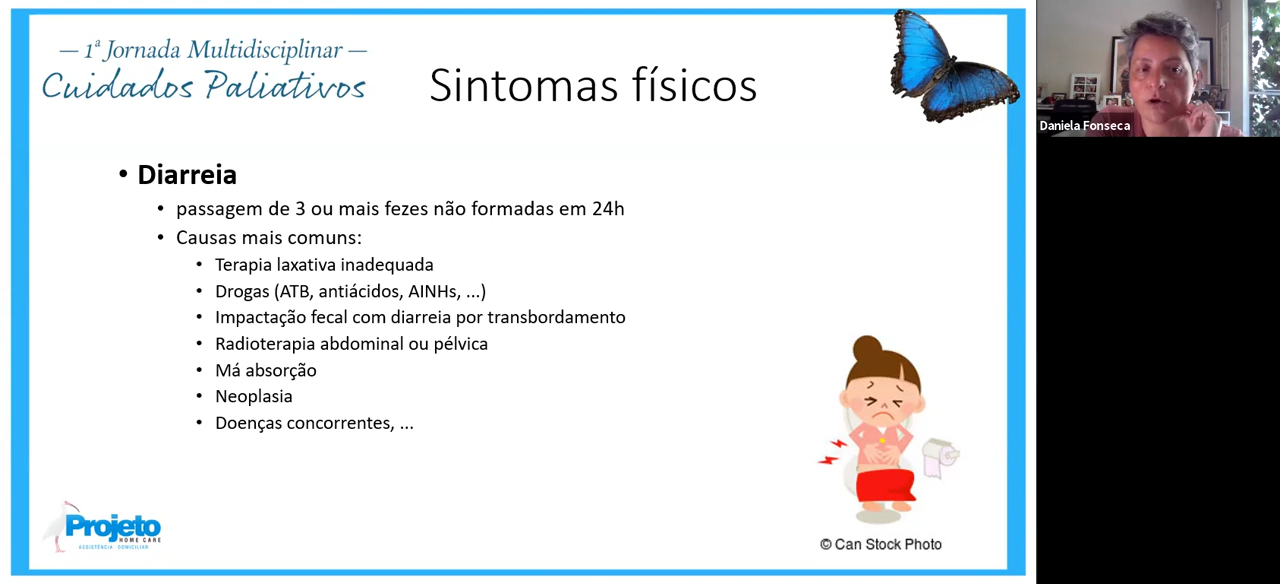 — 1ª Jornada Multidisciplinar —
Cuidados Paliativos
Sintomas físicos
• Diarreia
• passagem de 3 ou mais fezes não formadas em 24h
• Causas mais comuns:
• Terapia laxativa inadequada
• Drogas (ATB, antiácidos, AINHs, ...)
• Impactação fecal com diarreia por transbordamento
• Radioterapia abdominal ou pélvica
• Má absorção
• Neoplasia
• Doenças concorrentes, ...
Projeto
HOME CARE
ASSISTÊNCIA DOMICILIAR
© Can Stock Photo
Daniela Fonseca